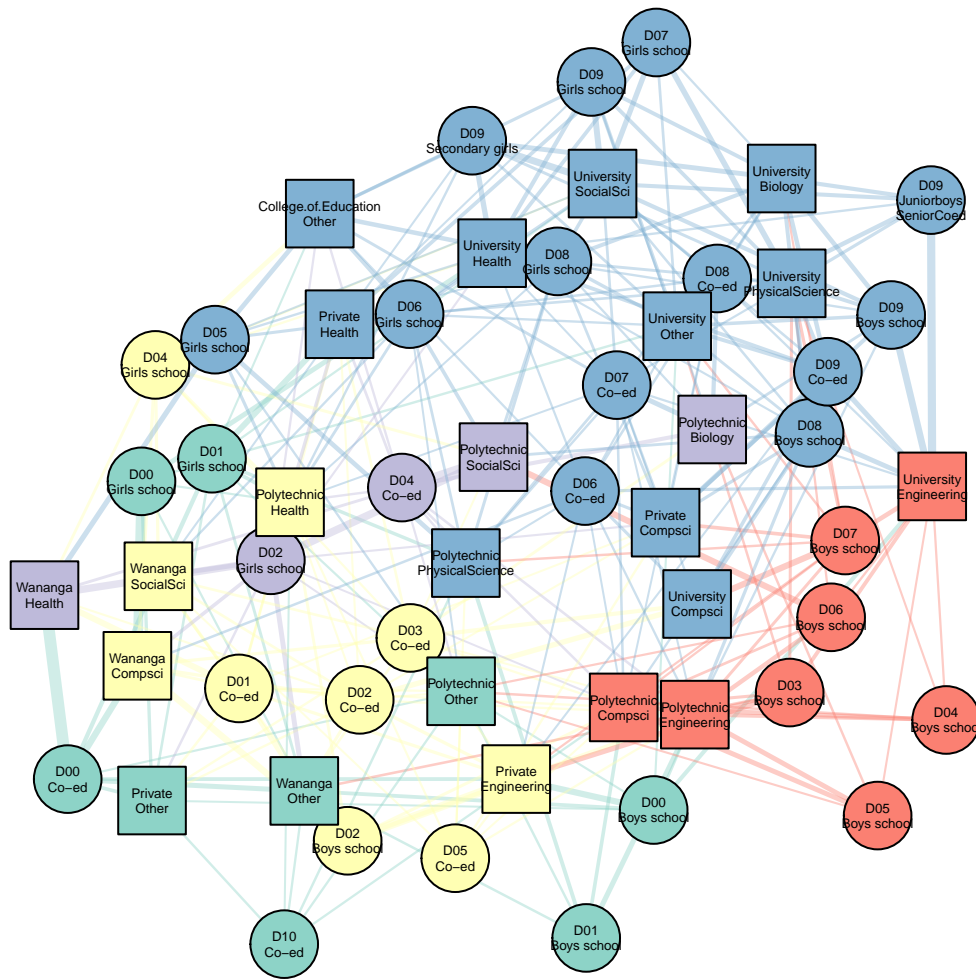 D07
Girls school
D09
Girls school
D09
Secondary girls
University
SocialSci
University
Biology
D09
Juniorboys
SeniorCoed
College.of.Education
Other
University
Health
D08
Girls school
D08
Co−ed
University
PhysicalScience
Private
Health
D06
Girls school
D05
Girls school
University
Other
D09
Boys school
D04
Girls school
D07
Co−ed
D09
Co−ed
D08
Boys school
Polytechnic
Biology
D01
Girls school
D00
Girls school
Polytechnic
SocialSci
D04
Co−ed
D06
Co−ed
University
Engineering
Polytechnic
Health
Private
Compsci
D07
Boys school
D02
Girls school
Wananga
SocialSci
Polytechnic
PhysicalScience
Wananga
Health
University
Compsci
D06
Boys school
D03
Co−ed
Wananga
Compsci
D01
Co−ed
D02
Co−ed
Polytechnic
Other
Polytechnic
Compsci
Polytechnic
Engineering
D03
Boys school
D04
Boys school
D00
Co−ed
Private
Other
Wananga
Other
Private
Engineering
D00
Boys school
D05
Boys school
D02
Boys school
D05
Co−ed
D10
Co−ed
D01
Boys school